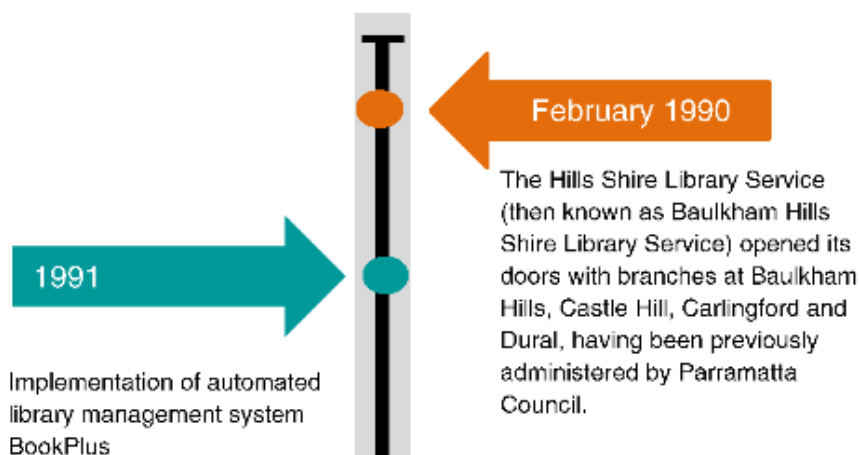 February 1990
The Hills Shire Library Service
(then known as Baulkham Hills
Shire Library Service) opened its
doors with branches at Baulkham
Hills, Castle Hill, Carlingford and
Dural, having been previously
administered by Parramatta
Council.
1991
Implementation of automated
library management system
BookPlus